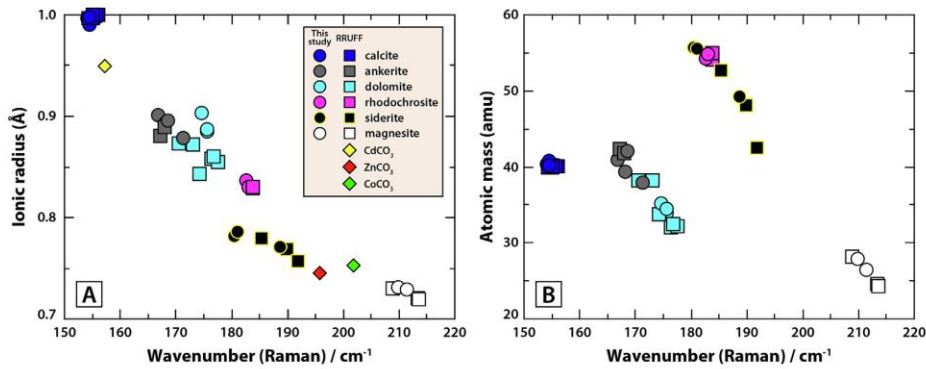 Ionic radius (Å)
1.0
0.9
0.8
0.7
150 160 170 180 190 200 210 220
Wavenumber (Raman) / cm⁻¹
A
This study RRUFF
calcite
ankerite
dolomite
rhodochrosite
siderite
magnesite
CdCO₃
ZnCO₃
CoCO₃
Atomic mass (amu)
60
50
40
30
20
150 160 170 180 190 200 210 220
Wavenumber (Raman) / cm⁻¹
B